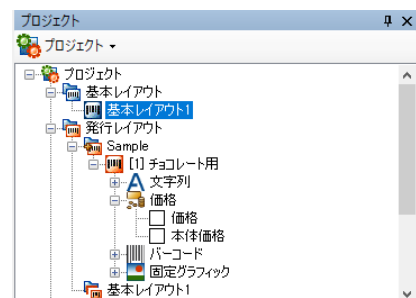 プロジェクト
プロジェクト
プロジェクト
基本レイアウト
基本レイアウト1
発行レイアウト
Sample
[1] チョコレート用
文字列
価格
価格
本体価格
バーコード
固定グラフィック
基本レイアウト1